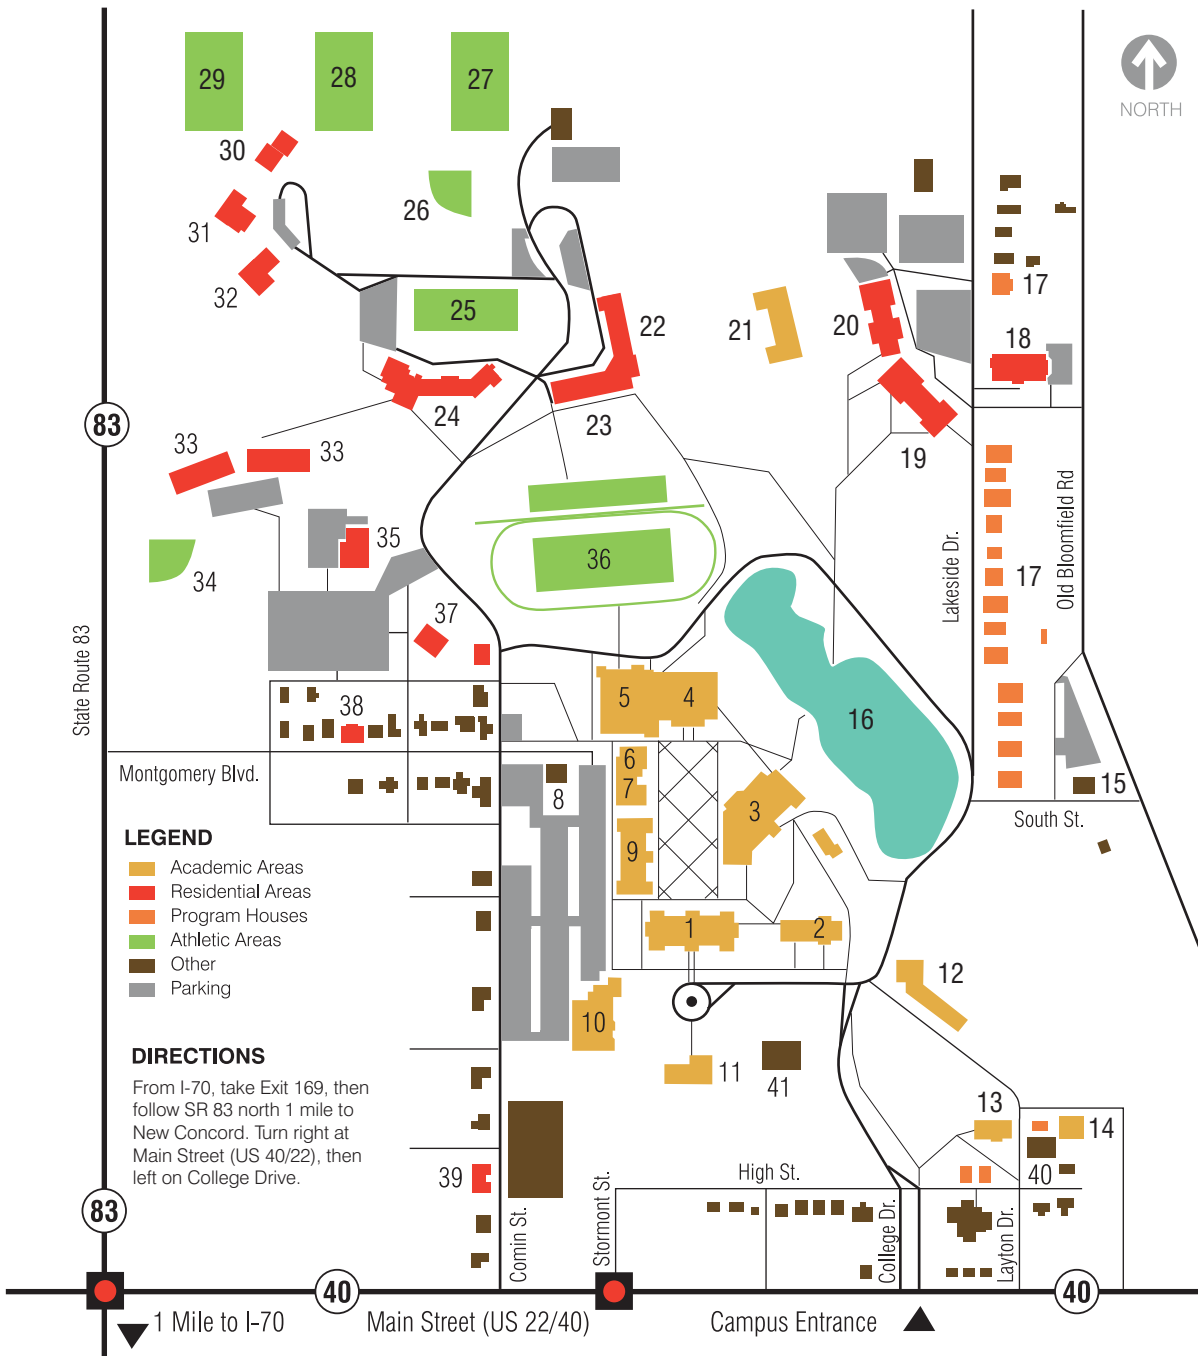 29
28
27
NORTH
30
26
31
17
32
25
22
21
20
18
83
24
23
33
33
19
35
36
34
Lakeside Dr.
17
Old Bloomfield Rd
37
State Route 83
5
4
38
16
6
Montgomery Blvd.
7
8
15
3
South St.
LEGEND
9
Academic Areas
Residential Areas
Program Houses
1
2
Athletic Areas
Other
12
Parking
10
DIRECTIONS
From I-70, take Exit 169, then
follow SR 83 north 1 mile to
New Concord. Turn right at
Main Street (US 40/22), then
left on College Drive.
11
41
13
14
39
High St.
40
83
Comin St.
Stormont St.
College Dr.
Layton Dr.
40
40
1 Mile to I-70
Main Street (US 22/40)
Campus Entrance